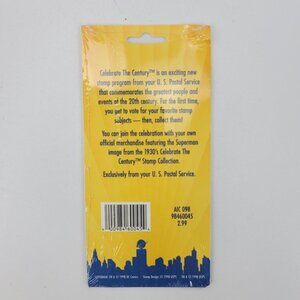 Celebrate The Century™ is an exciting new
stamp program from your U. S. Postal Service
that commemorates the greatest people and
events of the 20th century. For the first time,
you get to vote for your favorite stamp
subjects — then, collect them!
You can join the celebration with your own
official merchandise featuring the Superman
image from the 1930's Celebrate The
Century™ Stamp Collection.
Exclusively from your U. S. Postal Service.
AIC 098
98460045
2.99